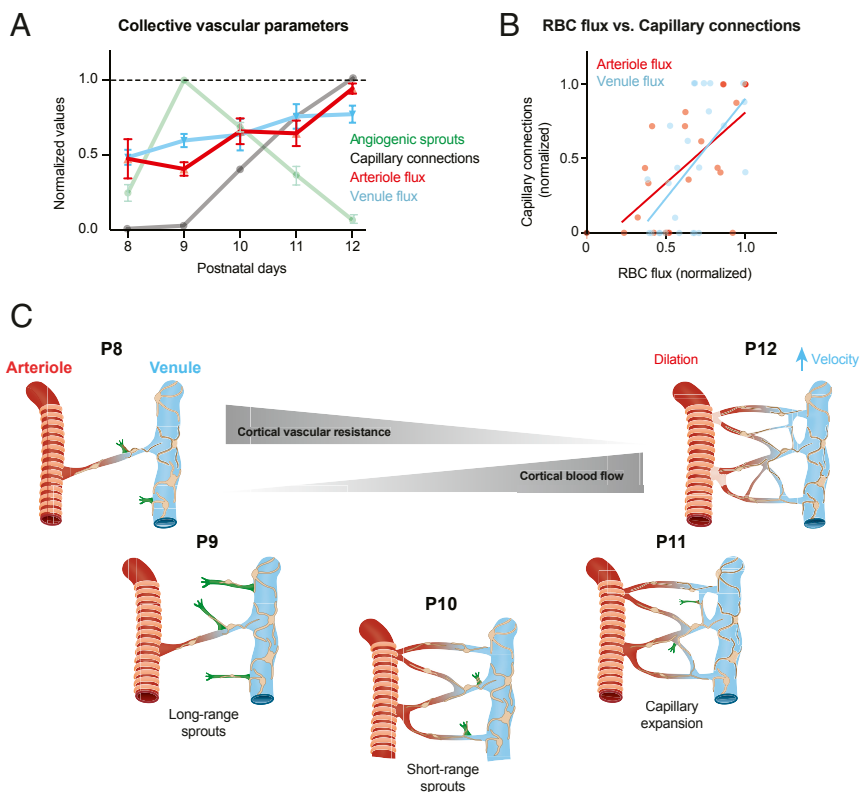 A
Collective vascular parameters
1.0
0.5
0.0
Normalized values
8
9
10
11
12
Postnatal days
Angiogenic sprouts
Capillary connections
Arteriole flux
Venule flux
B
RBC flux vs. Capillary connections
Arteriole flux
Venule flux
1.0
0.5
0
Capillary connections
(normalized)
0
0.5
1.0
RBC flux (normalized)
C
P8
Arteriole
Venule
Cortical vascular resistance
Cortical blood flow
P12
Dilation
Velocity
P9
Long-range
sprouts
P10
Short-range
sprouts
P11
Capillary
expansion